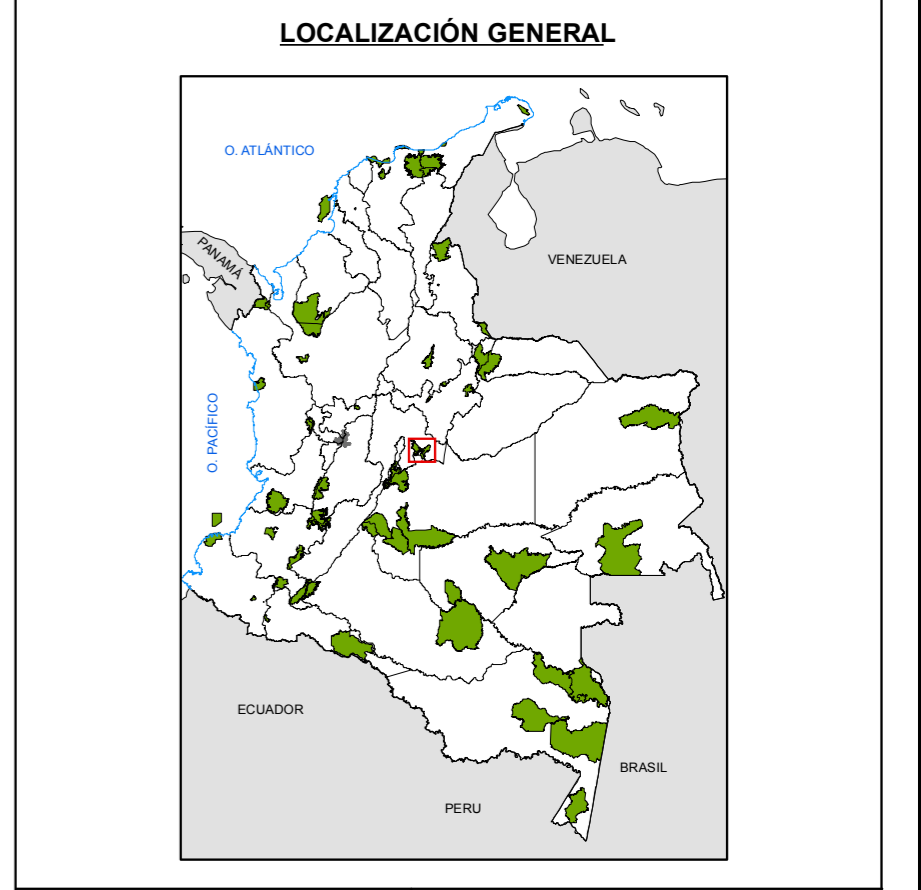 LOCALIZACIÓN GENERAL
O. ATLÁNTICO
PANAMÁ
VENEZUELA
O. PACÍFICO
ECUADOR
BRASIL
PERU